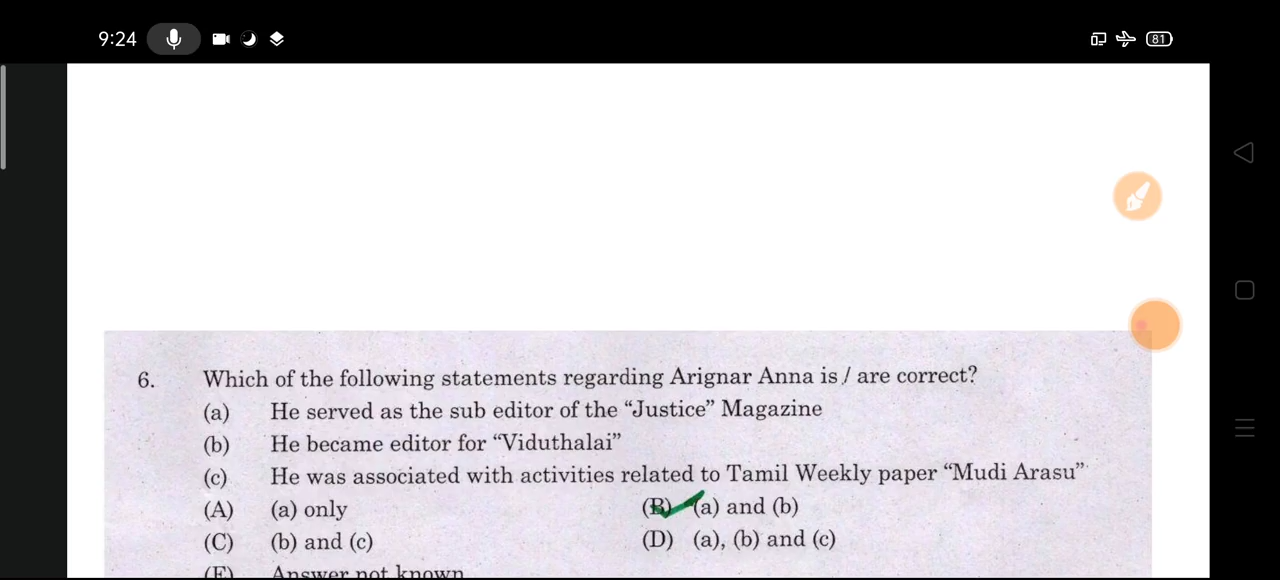 9:24
81
6. Which of the following statements regarding Arignar Anna is / are correct?
(a) He served as the sub editor of the “Justice” Magazine
(b) He became editor for “Viduthalai”
(c) He was associated with activities related to Tamil Weekly paper “Mudi Arasu”
(A) (a) only (B) (a) and (b)
(C) (b) and (c) (D) (a), (b) and (c)
(E) Answer not known